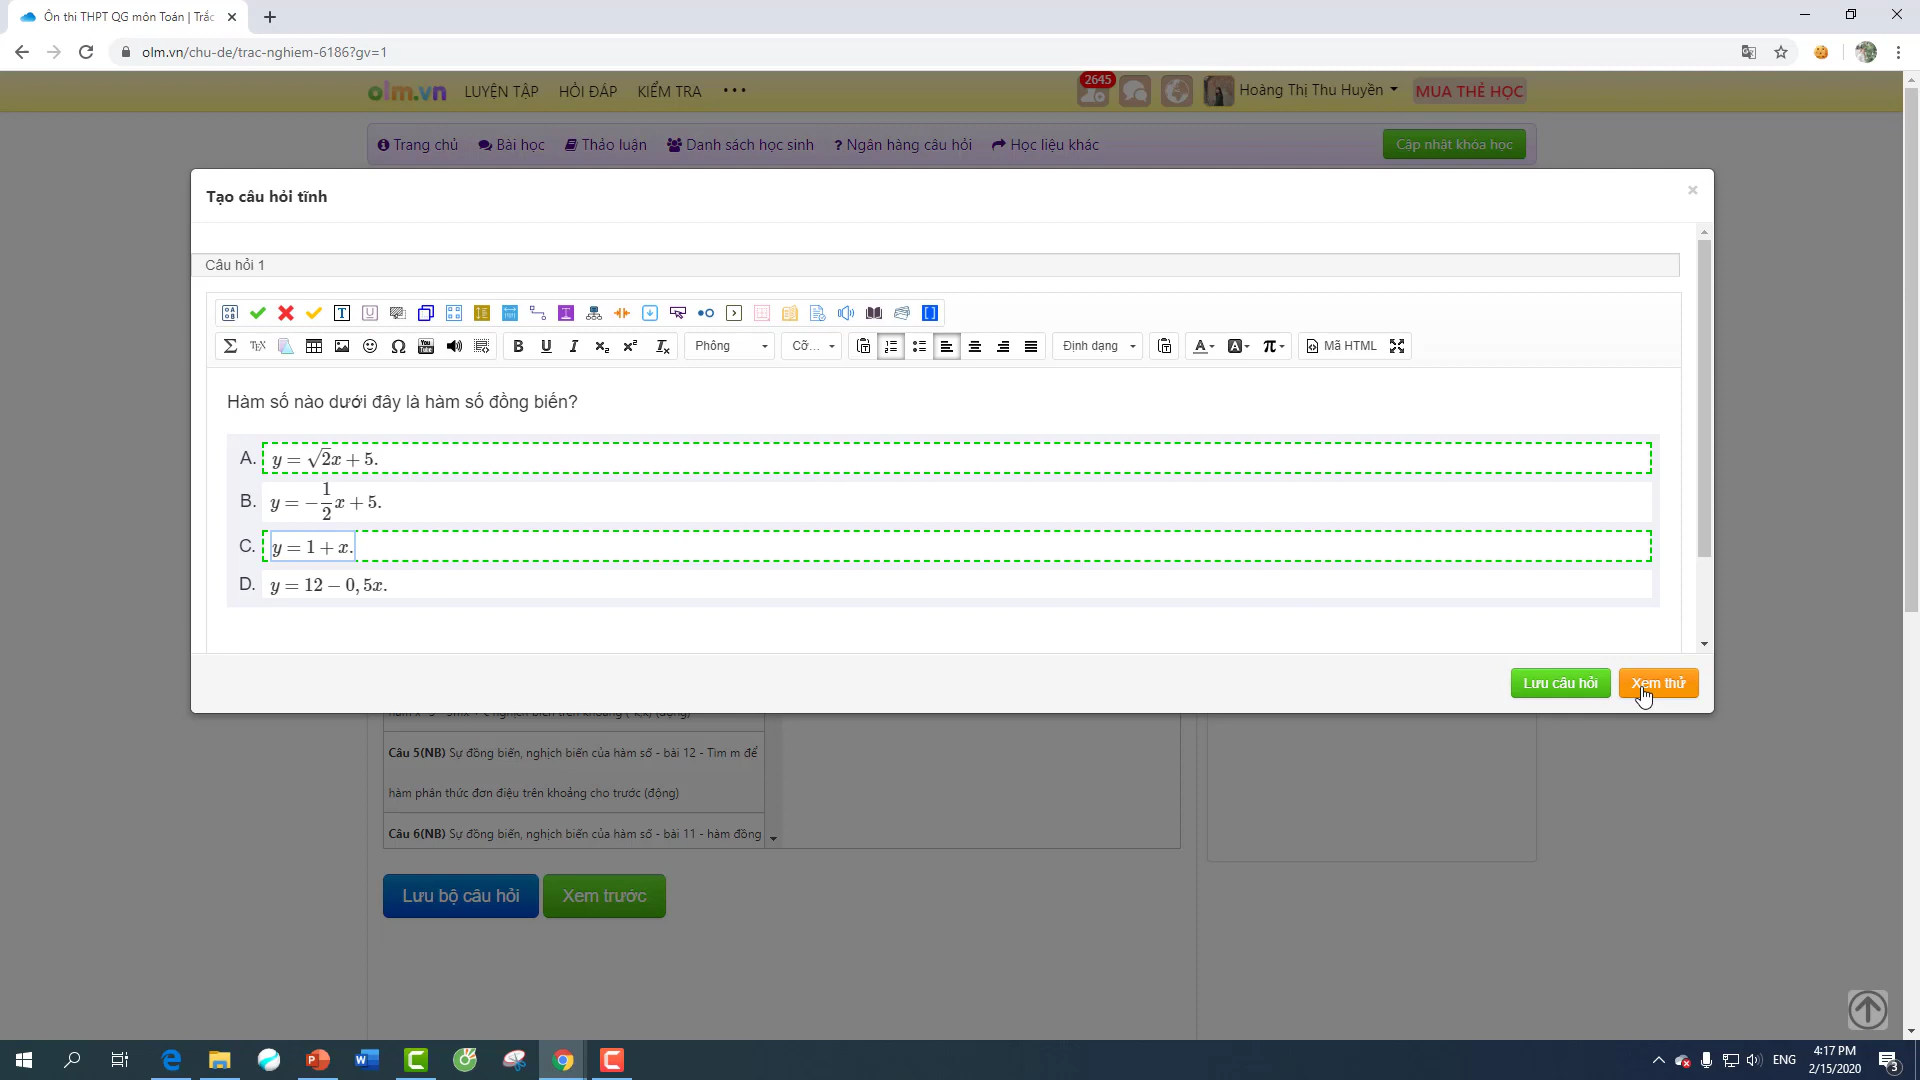 Ôn thi THPT QG môn Toán | Trắc
olm.vn/chu-de/trac-nghiem-6186?gv=1
olm.vn LUYỆN TẬP HỎI ĐÁP KIỂM TRA 2645 Hoàng Thị Thu Huyền MUA THẺ HỌC
Trang chủ Bài học Thảo luận Danh sách học sinh ? Ngân hàng câu hỏi Học liệu khác Cập nhật khóa học
Tạo câu hỏi tĩnh ×
Câu hỏi 1
Σ TEX Ω B U I x₂ x² Tx Phông Cỡ... Định dạng A A π Mã HTML
Hàm số nào dưới đây là hàm số đồng biến?
A. y = √2x + 5.
B. y = -1/2x + 5.
C. y = 1 + x.
D. y = 12 − 0, 5x.
Lưu câu hỏi Xem thử
Câu 5(NB) Sự đồng biến, nghịch biến của hàm số - bài 12 - Tìm m để
hàm phân thức đơn điệu trên khoảng cho trước (động)
Câu 6(NB) Sự đồng biến, nghịch biến của hàm số - bài 11 - hàm đồng
Lưu bộ câu hỏi Xem trước
ENG 4:17 PM
2/15/2020 3